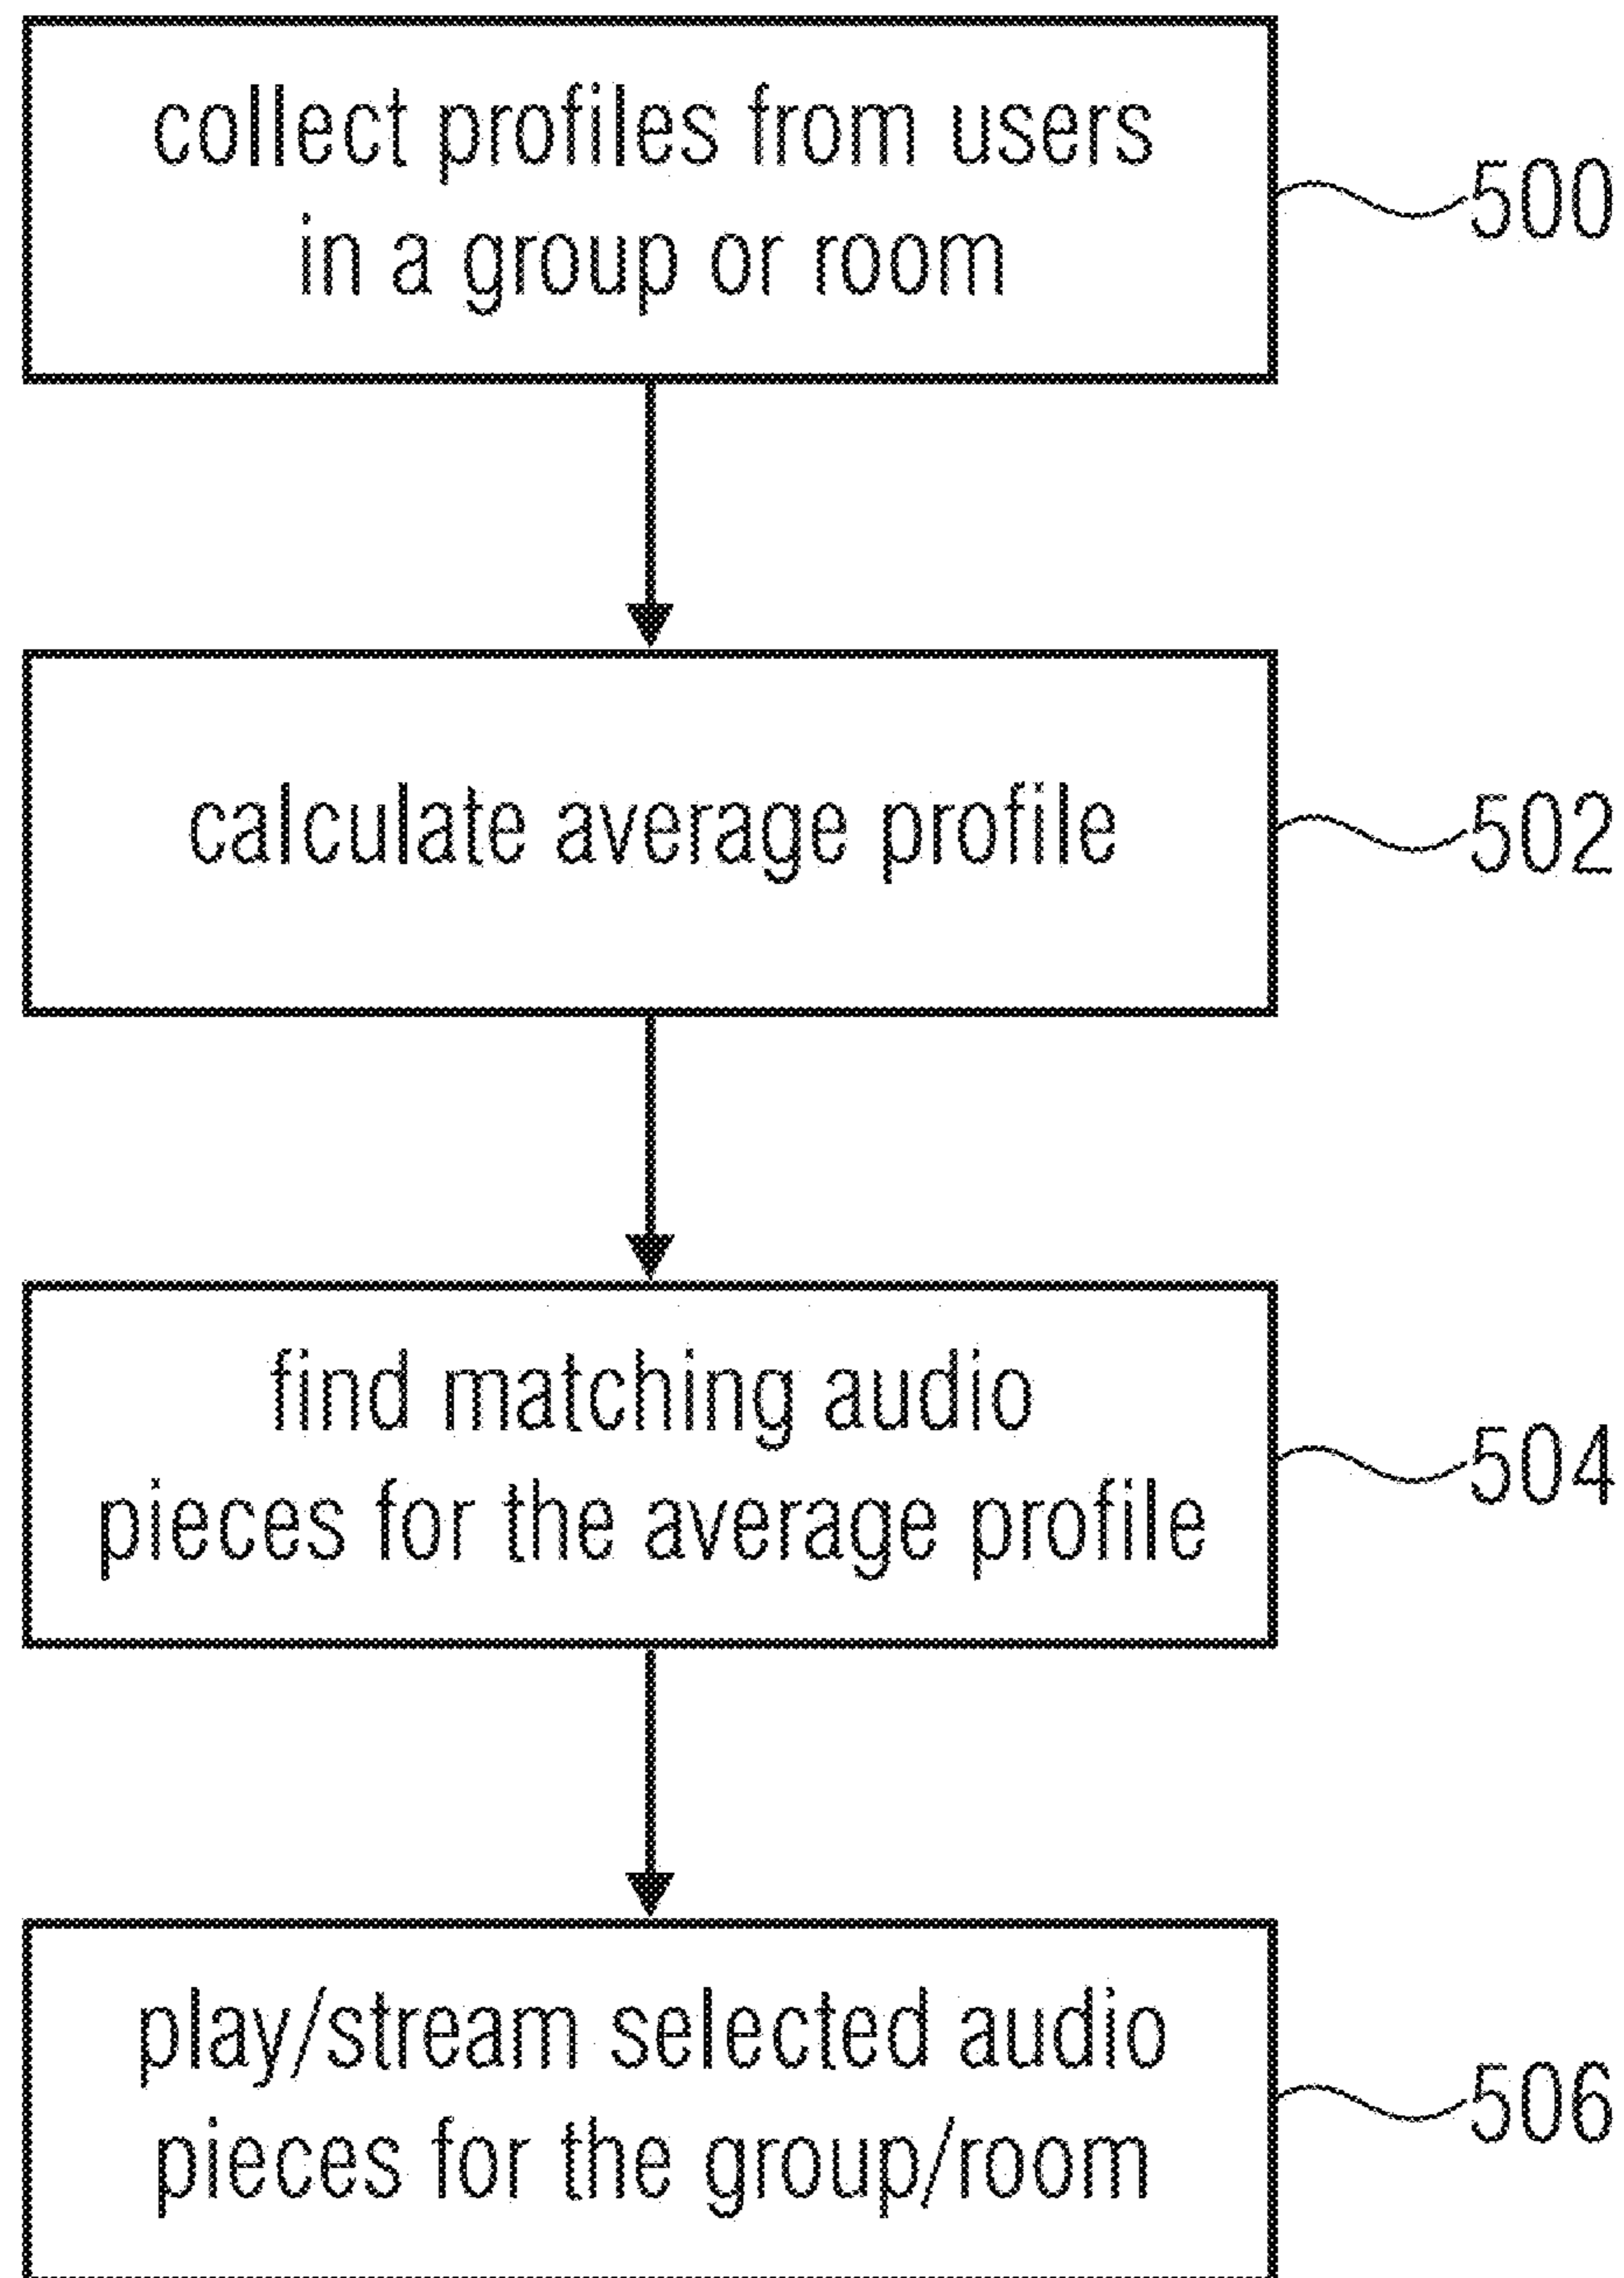 collect profiles from users
in a group or room
500
calculate average profile
502
find matching audio
pieces for the average profile
504
play/stream selected audio
pieces for the group/room
506